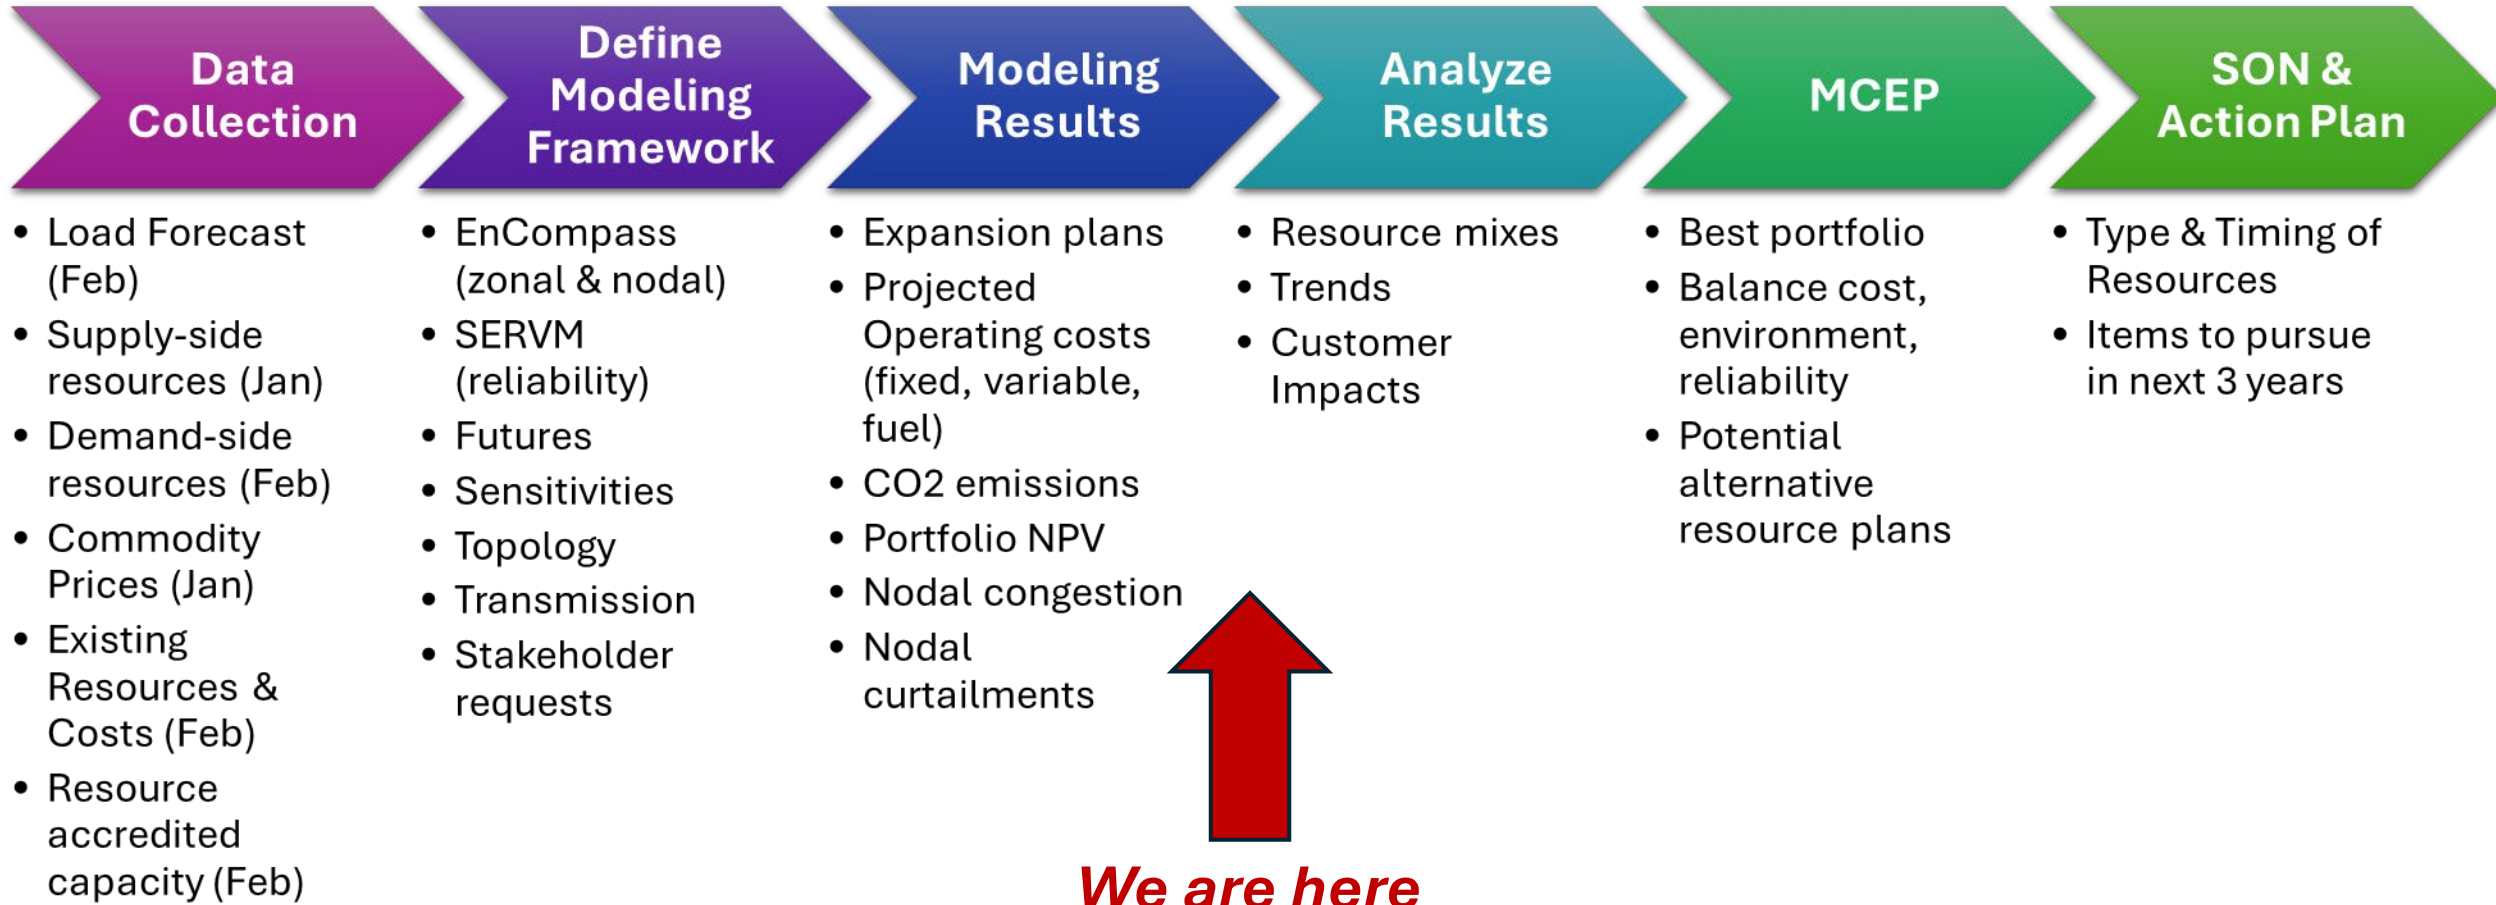 Data
Collection
Define
Modeling
Framework
Modeling
Results
Analyze
Results
MCEP
SON &
Action Plan
• Load Forecast
(Feb)
• Supply-side
resources (Jan)
• Demand-side
resources (Feb)
• Commodity
Prices (Jan)
• Existing
Resources &
Costs (Feb)
• Resource
accredited
capacity (Feb)
• EnCompass
(zonal & nodal)
• SERVM
(reliability)
• Futures
• Sensitivities
• Topology
• Transmission
• Stakeholder
requests
• Expansion plans
• Projected
Operating costs
(fixed, variable,
fuel)
• CO2 emissions
• Portfolio NPV
• Nodal congestion
• Nodal
curtailments
• Resource mixes
• Trends
• Customer
Impacts
• Best portfolio
• Balance cost,
environment,
reliability
• Potential
alternative
resource plans
• Type & Timing of
Resources
• Items to pursue
in next 3 years
We are here